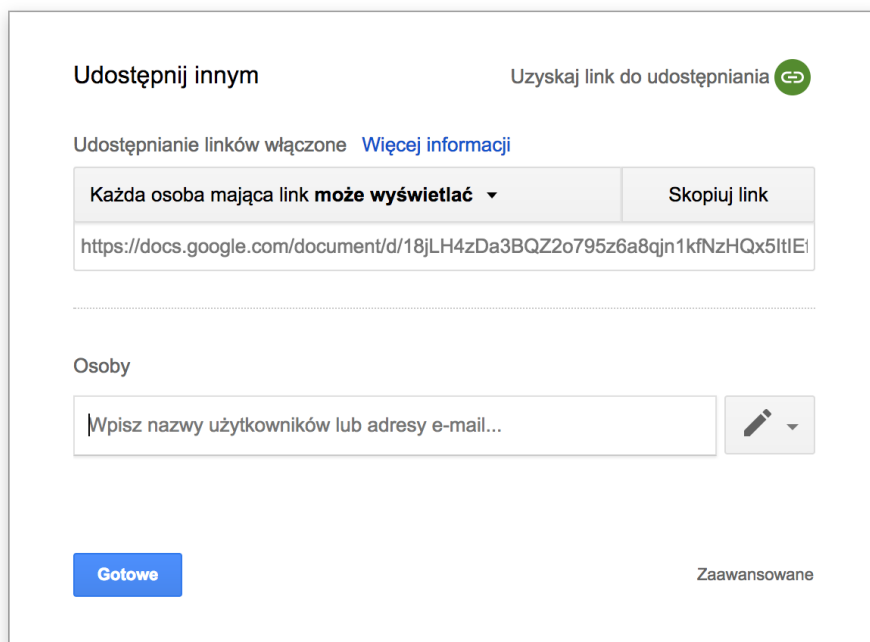 Udostępnij innym
Uzyskaj link do udostępniania
Udostępnianie linków włączone Więcej informacji
Każda osoba mająca link może wyświetlać
Skopiuj link
https://docs.google.com/document/d/18jLH4zDa3BQZ2o795z6a8qjn1kfNzHQx5ItIEf
Osoby
Wpisz nazwy użytkowników lub adresy e-mail...
Gotowe
Zaawansowane